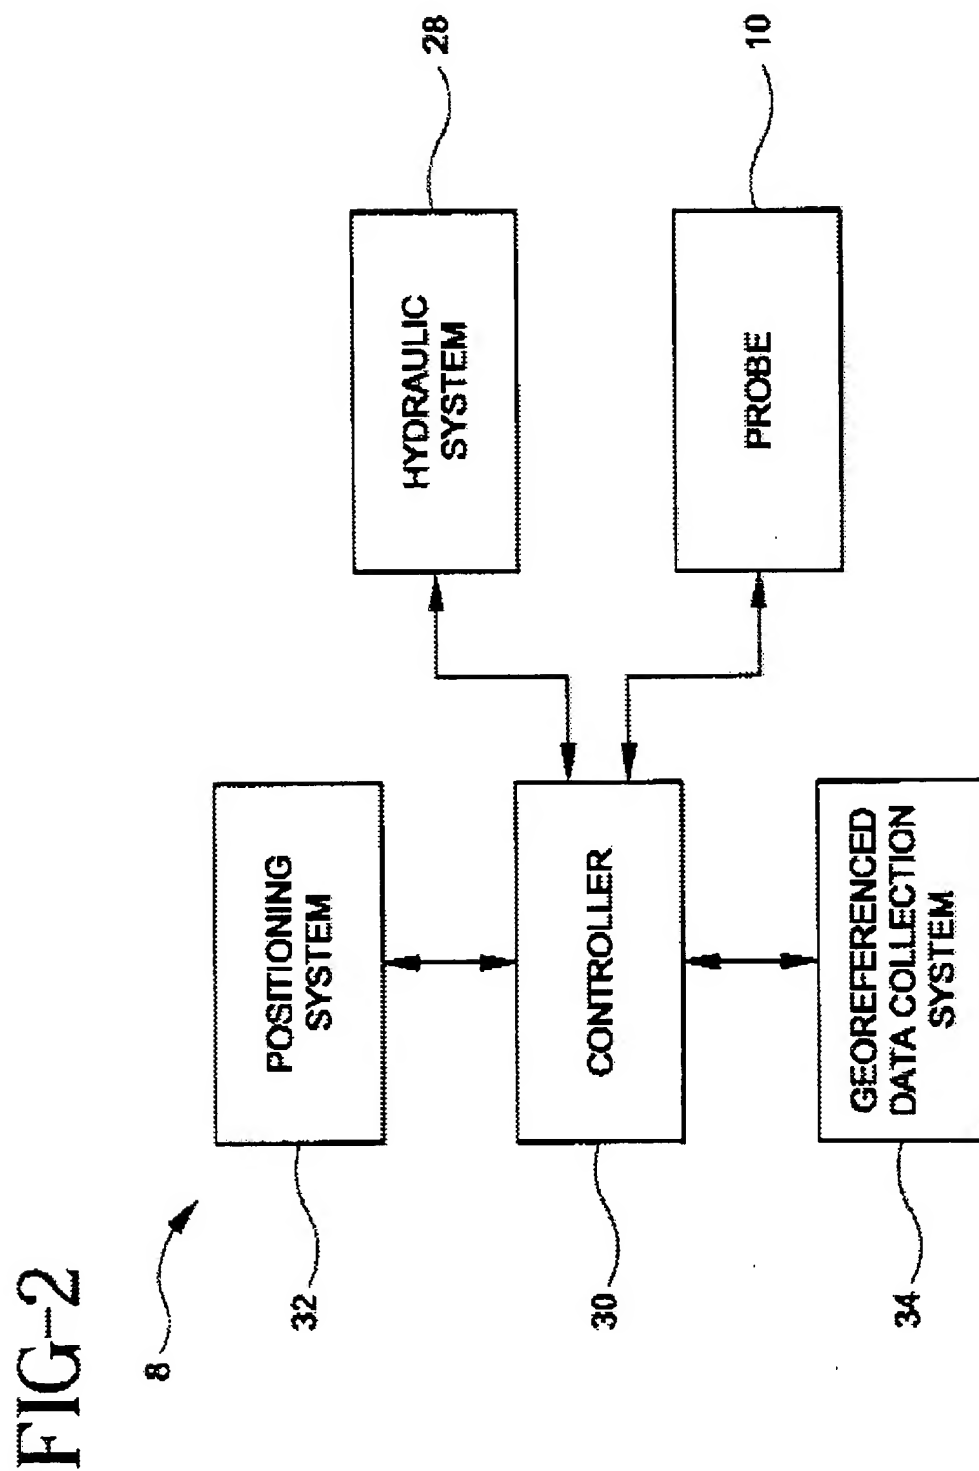 FIG-2
8
32
POSITIONING
SYSTEM
30
CONTROLLER
34
GEOREFERENCED
DATA COLLECTION
SYSTEM
HYDRAULIC
SYSTEM
28
PROBE
10